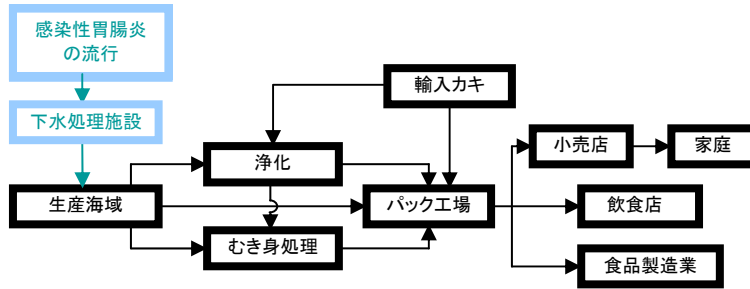 感染性胃腸炎
の流行
輸入カキ
下水処理施設
小売店
家庭
浄化
生産海域
パック工場
飲食店
むき身処理
食品製造業